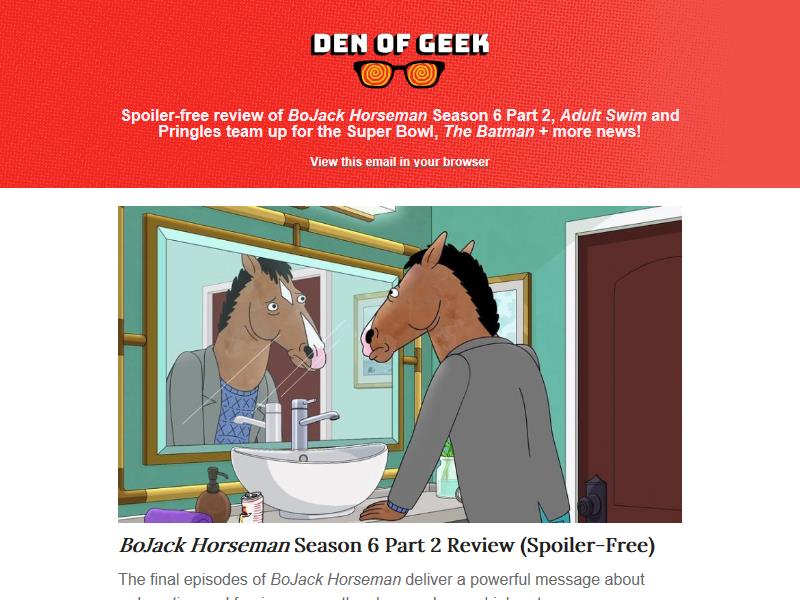 DEN OF GEEK
Spoiler-free review of BoJack Horseman Season 6 Part 2, Adult Swim and
Pringles team up for the Super Bowl, The Batman + more news!
View this email in your browser
BoJack Horseman Season 6 Part 2 Review (Spoiler-Free)
The final episodes of BoJack Horseman deliver a powerful message about